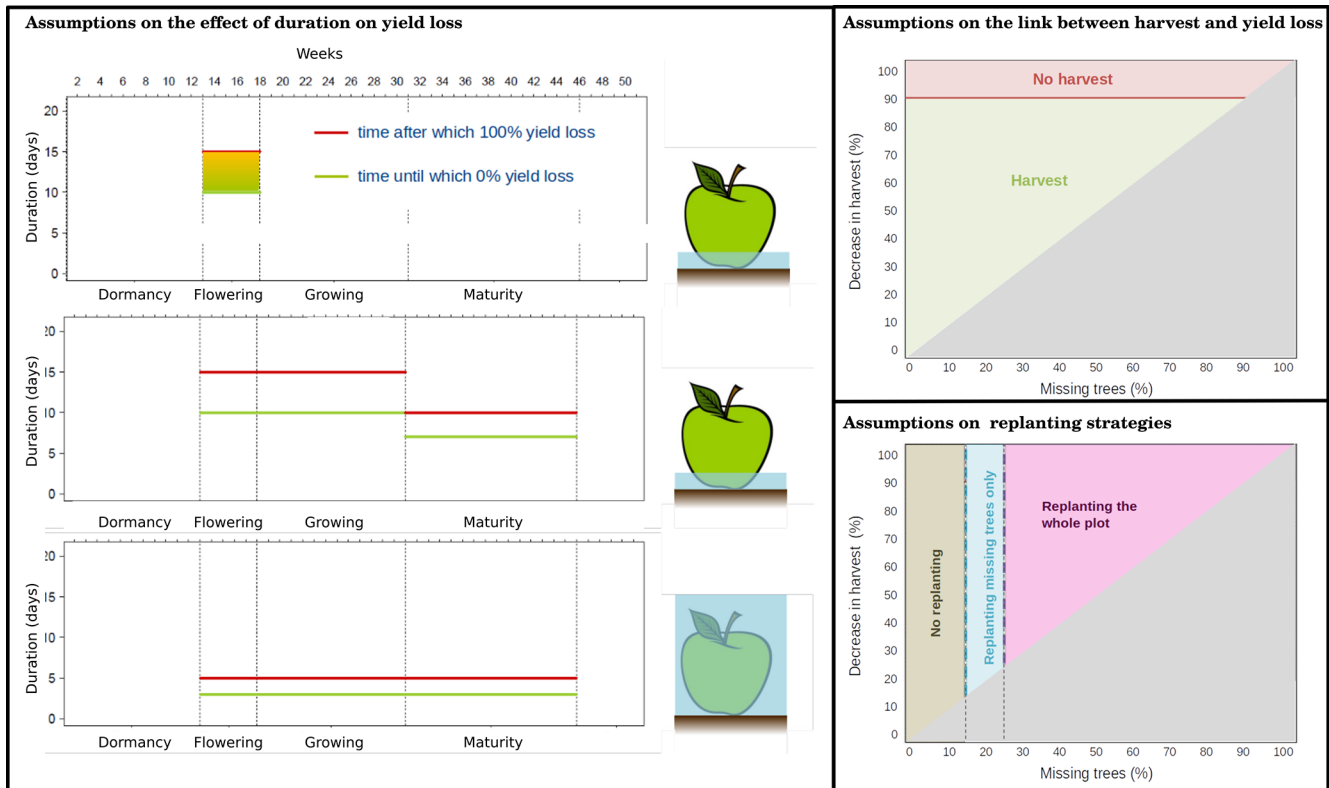 Assumptions on the effect of duration on yield loss
Weeks
2 4 6 8 10 12 14 16 18 20 22 24 26 28 30 32 34 36 38 40 42 44 46 48 50
Duration (days)
20
15
10
5
0
time after which 100% yield loss
time until which 0% yield loss
Dormancy Flowering Growing Maturity
Duration (days)
20
15
10
5
0
Dormancy Flowering Growing Maturity
Duration (days)
20
15
10
5
0
Dormancy Flowering Growing Maturity
Assumptions on the link between harvest and yield loss
Decrease in harvest (%)
100
90
80
70
60
50
40
30
20
10
0
No harvest
Harvest
0 10 20 30 40 50 60 70 80 90 100
Missing trees (%)
Assumptions on replanting strategies
Decrease in harvest (%)
100
90
80
70
60
50
40
30
20
10
0
No replanting
Replanting missing trees only
Replanting the
whole plot
0 10 20 30 40 50 60 70 80 90 100
Missing trees (%)